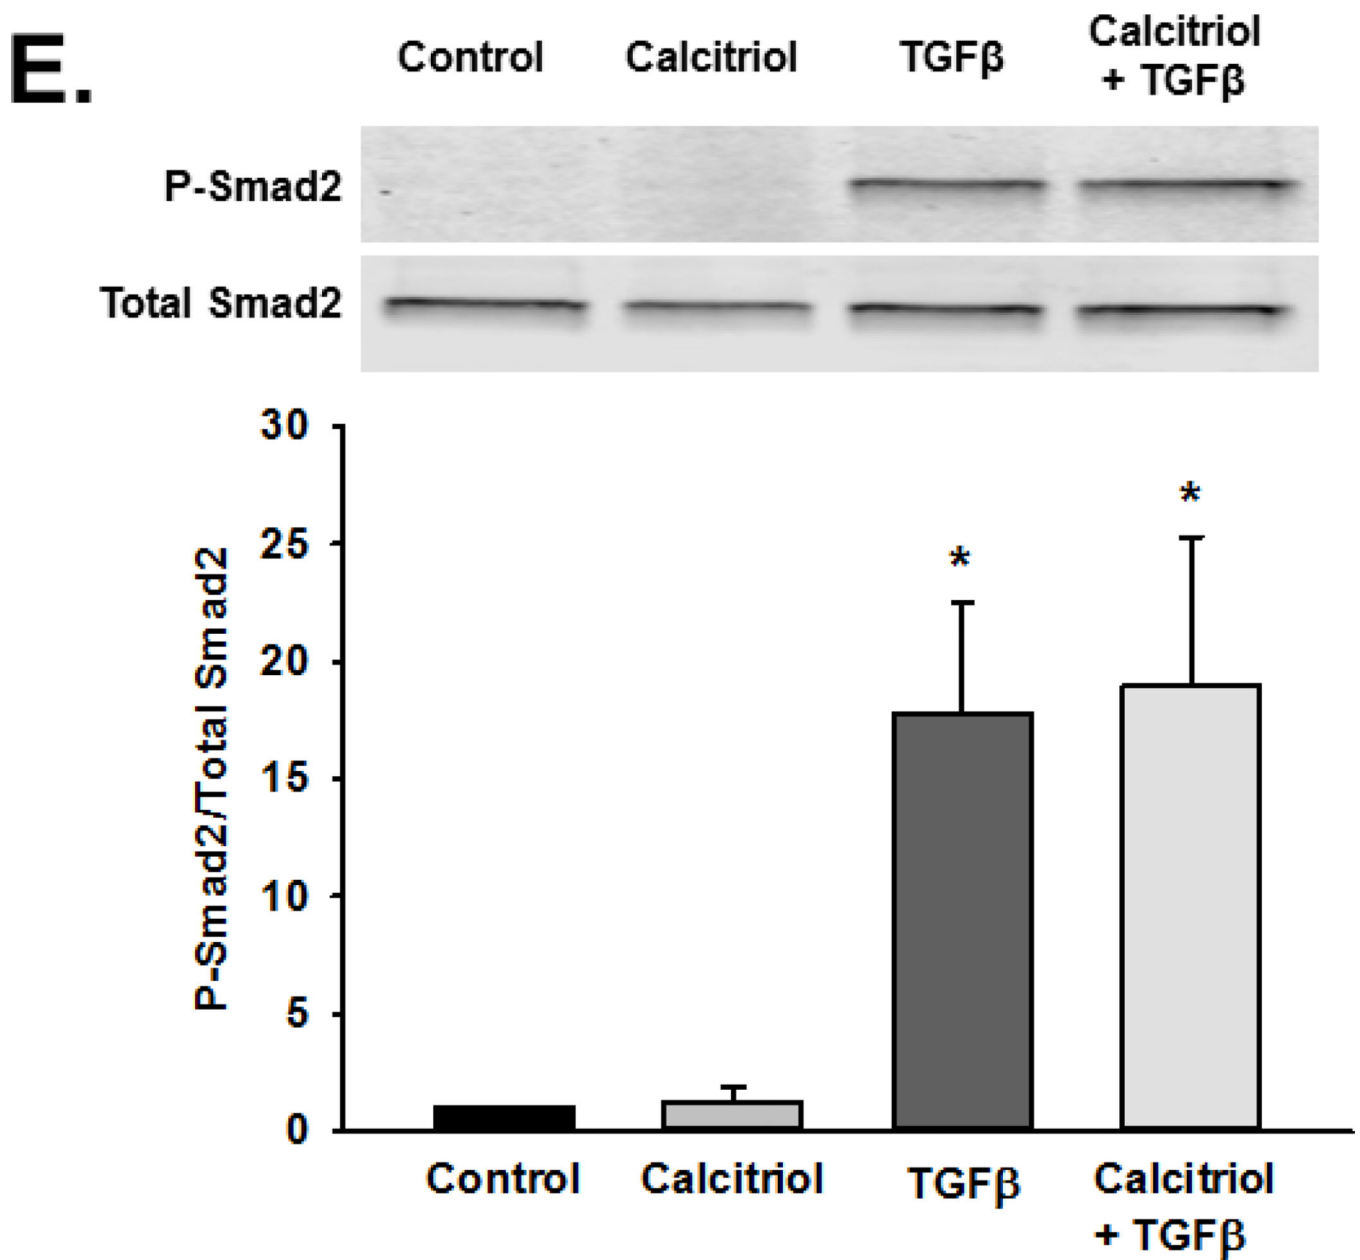 E.
Control Calcitriol TGFβ Calcitriol
+ TGFβ
P-Smad2
Total Smad2
P-Smad2/Total Smad2
30
25
20
15
10
5
0
*
*
Control Calcitriol TGFβ Calcitriol
+ TGFβ